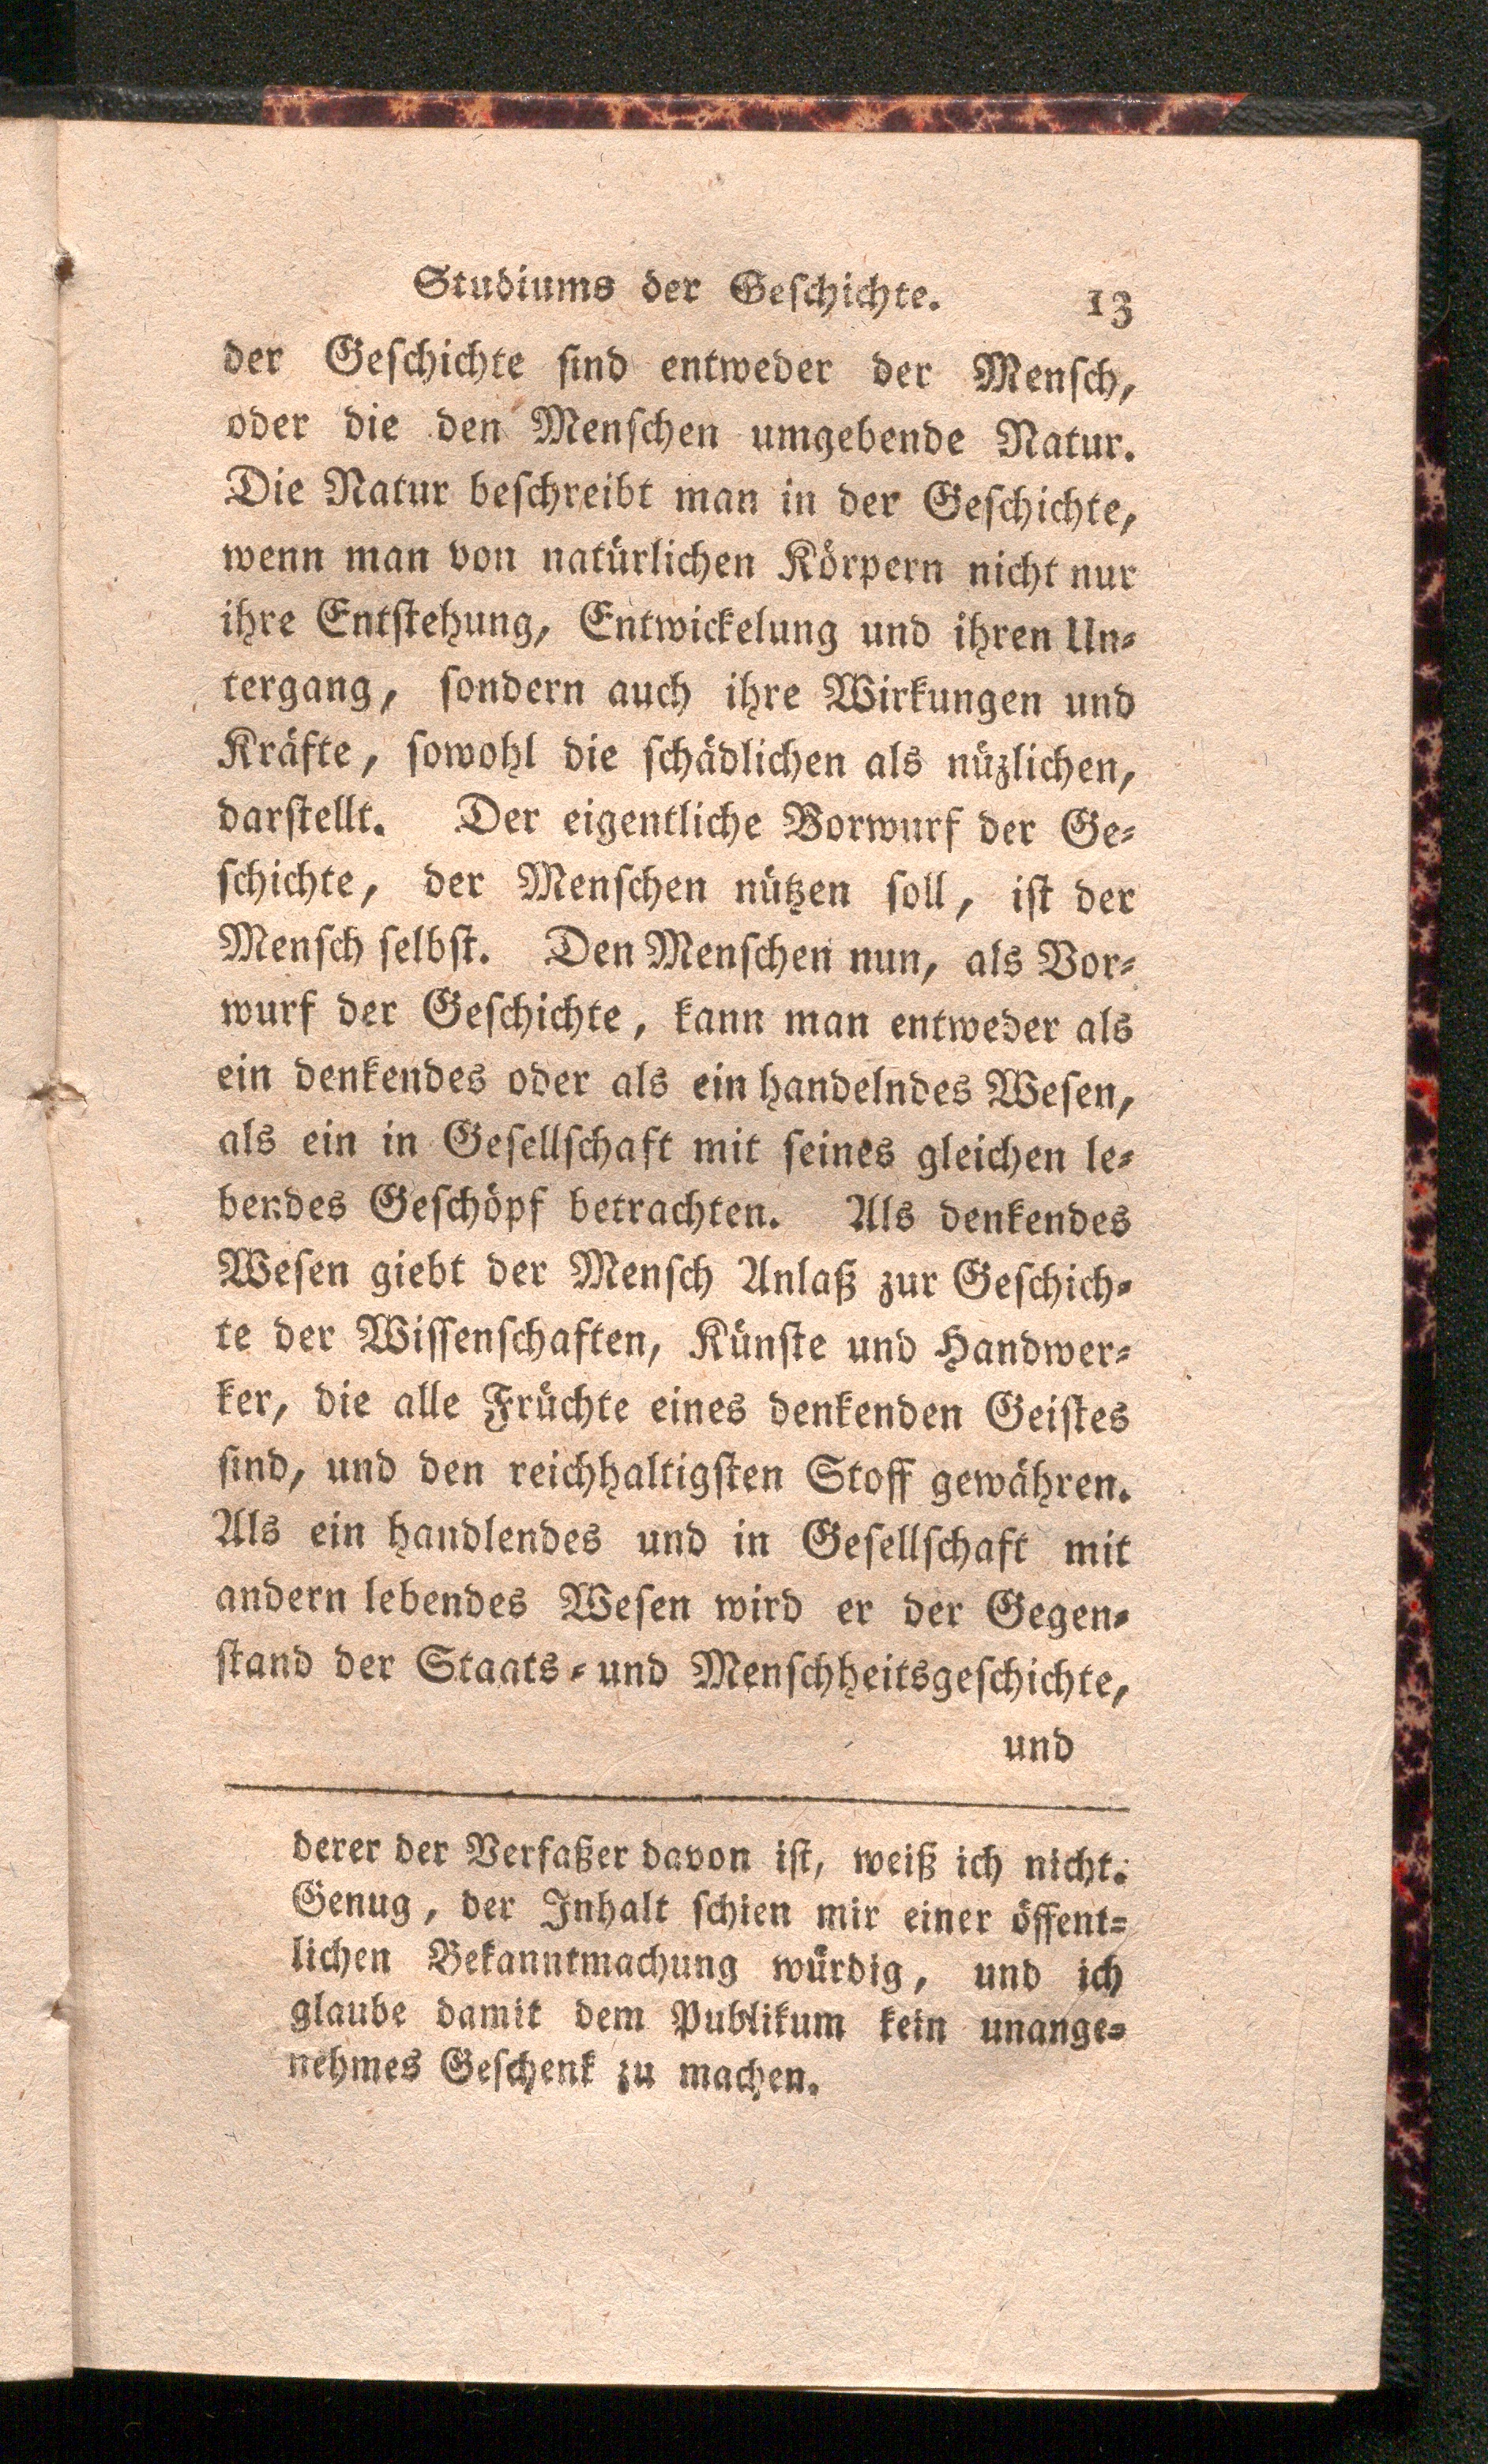 Studiums der Geſchichte. 13
der Geſchichte ſind entweder der Menſch,
oder die den Menſchen umgebende Natur.
Die Natur beſchreibt man in der Geſchichte,
wenn man von natürlichen Körpern nicht nur
ihre Entſtehung, Entwickelung und ihren Un⸗
tergang, ſondern auch ihre Wirkungen und
Kräfte, ſowohl die ſchädlichen als nüzlichen,
darſtellt. Der eigentliche Vorwurf der Ge⸗
ſchichte, der Menſchen nützen ſoll, iſt der
Menſch ſelbſt. Den Menſchen nun, als Vor⸗
wurf der Geſchichte, kann man entweder als
ein denkendes oder als ein handelndes Weſen,
als ein in Geſellſchaft mit ſeines gleichen le⸗
bendes Geſchöpf betrachten. Als denkendes
Weſen giebt der Menſch Anlaß zur Geſchich⸗
te der Wiſſenſchaften, Künſte und Handwer⸗
ker, die alle Früchte eines denkenden Geiſtes
ſind, und den reichhaltigſten Stoff gewähren.
Als ein handlendes und in Geſellſchaft mit
andern lebendes Weſen wird er der Gegen⸗
ſtand der Staats⸗ und Menſchheitsgeſchichte,
und
derer der Verfaßer davon iſt, weiß ich nicht.
Genug, der Inhalt ſchien mir einer öffent⸗
lichen Bekanntmachung würdig, und ich
glaube damit dem Publikum kein unange⸗
nehmes Geſchenk zu machen.